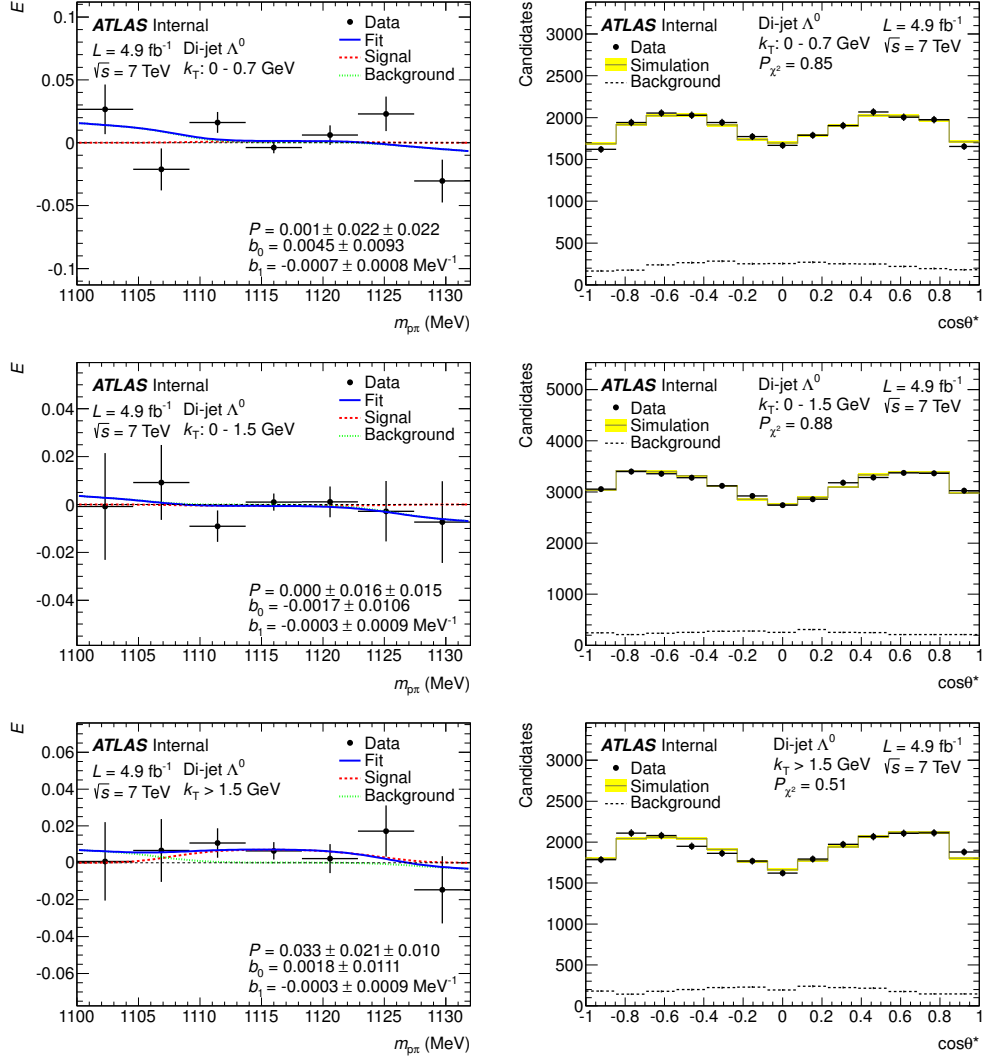 E
ATLAS Internal
L = 4.9 fb⁻¹ Di-jet Λ⁰
√s = 7 TeV k_T: 0 - 0.7 GeV
Data
Fit
Signal
Background
0.1
0.05
0
-0.05
-0.1
P = 0.001 ± 0.022 ± 0.022
b₀ = 0.0045 ± 0.0093
b₁ = -0.0007 ± 0.0008 MeV⁻¹
1100 1105 1110 1115 1120 1125 1130
m_pπ (MeV)
Candidates
ATLAS Internal
Data
Simulation
Background
Di-jet Λ⁰
k_T: 0 - 0.7 GeV
P_χ² = 0.85
L = 4.9 fb⁻¹
√s = 7 TeV
3000
2500
2000
1500
1000
500
0
-1 -0.8 -0.6 -0.4 -0.2 0 0.2 0.4 0.6 0.8 1
cosθ*
E
ATLAS Internal
L = 4.9 fb⁻¹ Di-jet Λ⁰
√s = 7 TeV k_T: 0 - 1.5 GeV
Data
Fit
Signal
Background
0.04
0.02
0
-0.02
-0.04
P = 0.000 ± 0.016 ± 0.015
b₀ = -0.0017 ± 0.0106
b₁ = -0.0003 ± 0.0009 MeV⁻¹
1100 1105 1110 1115 1120 1125 1130
m_pπ (MeV)
Candidates
ATLAS Internal
Data
Simulation
Background
Di-jet Λ⁰
k_T: 0 - 1.5 GeV
P_χ² = 0.88
L = 4.9 fb⁻¹
√s = 7 TeV
5000
4000
3000
2000
1000
0
-1 -0.8 -0.6 -0.4 -0.2 0 0.2 0.4 0.6 0.8 1
cosθ*
E
ATLAS Internal
L = 4.9 fb⁻¹ Di-jet Λ⁰
√s = 7 TeV k_T > 1.5 GeV
Data
Fit
Signal
Background
0.06
0.04
0.02
0
-0.02
-0.04
-0.06
P = 0.033 ± 0.021 ± 0.010
b₀ = 0.0018 ± 0.0111
b₁ = -0.0003 ± 0.0009 MeV⁻¹
1100 1105 1110 1115 1120 1125 1130
m_pπ (MeV)
Candidates
ATLAS Internal
Data
Simulation
Background
Di-jet Λ⁰
k_T > 1.5 GeV
P_χ² = 0.51
L = 4.9 fb⁻¹
√s = 7 TeV
3000
2500
2000
1500
1000
500
0
-1 -0.8 -0.6 -0.4 -0.2 0 0.2 0.4 0.6 0.8 1
cosθ*